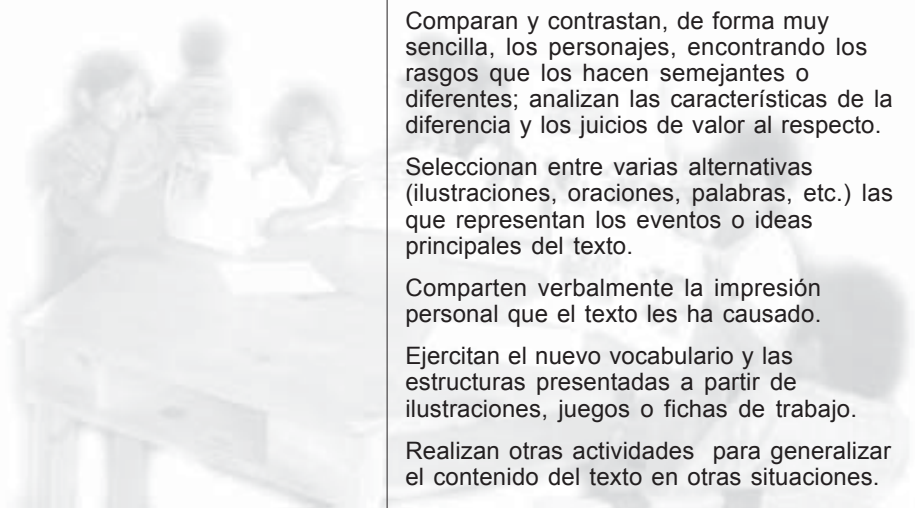 Comparan y contrastan, de forma muy
sencilla, los personajes, encontrando los
rasgos que los hacen semejantes o
diferentes; analizan las características de la
diferencia y los juicios de valor al respecto.
Seleccionan entre varias alternativas
(ilustraciones, oraciones, palabras, etc.) las
que representan los eventos o ideas
principales del texto.
Comparten verbalmente la impresión
personal que el texto les ha causado.
Ejercitan el nuevo vocabulario y las
estructuras presentadas a partir de
ilustraciones, juegos o fichas de trabajo.
Realizan otras actividades para generalizar
el contenido del texto en otras situaciones.